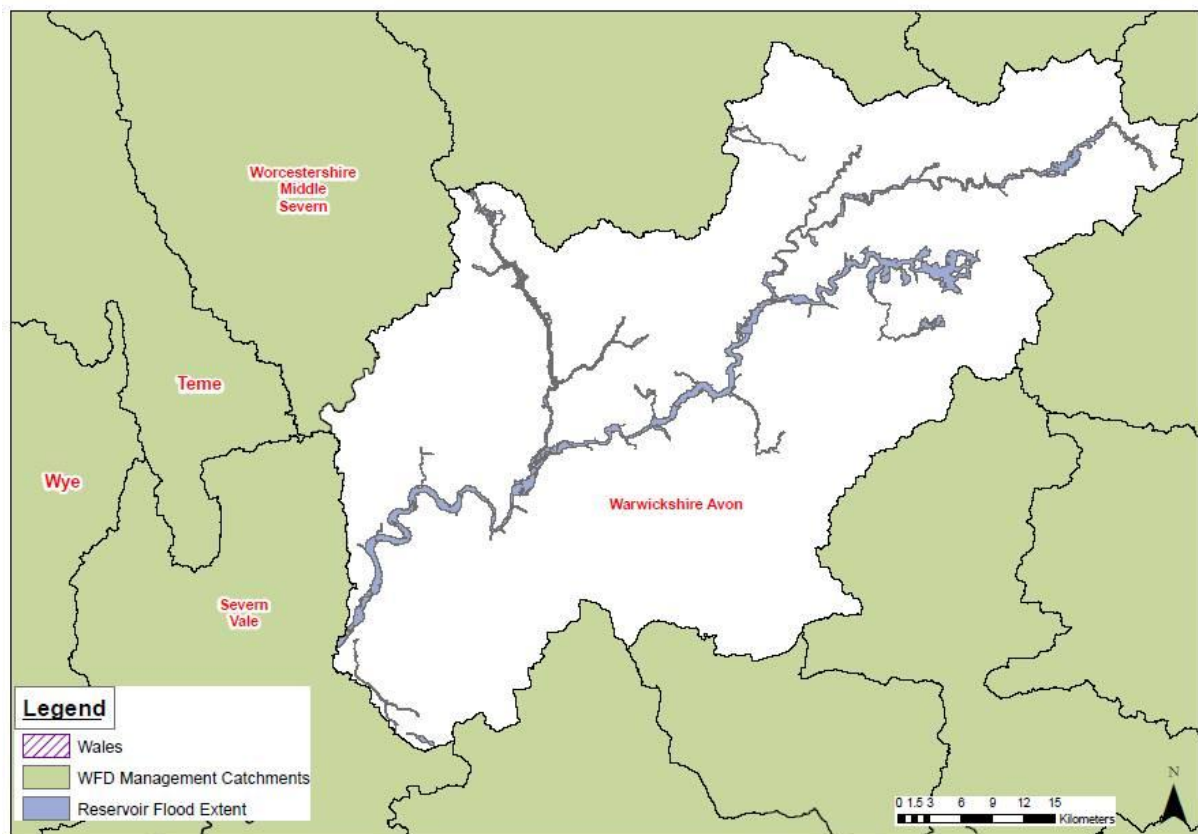 Worcestershire
Middle
Severn
Teme
Wye
Warwickshire Avon
Severn
Vale
Legend
Wales
WFD Management Catchments
Reservoir Flood Extent
N
0 1.5 3 6 9 12 15
Kilometers